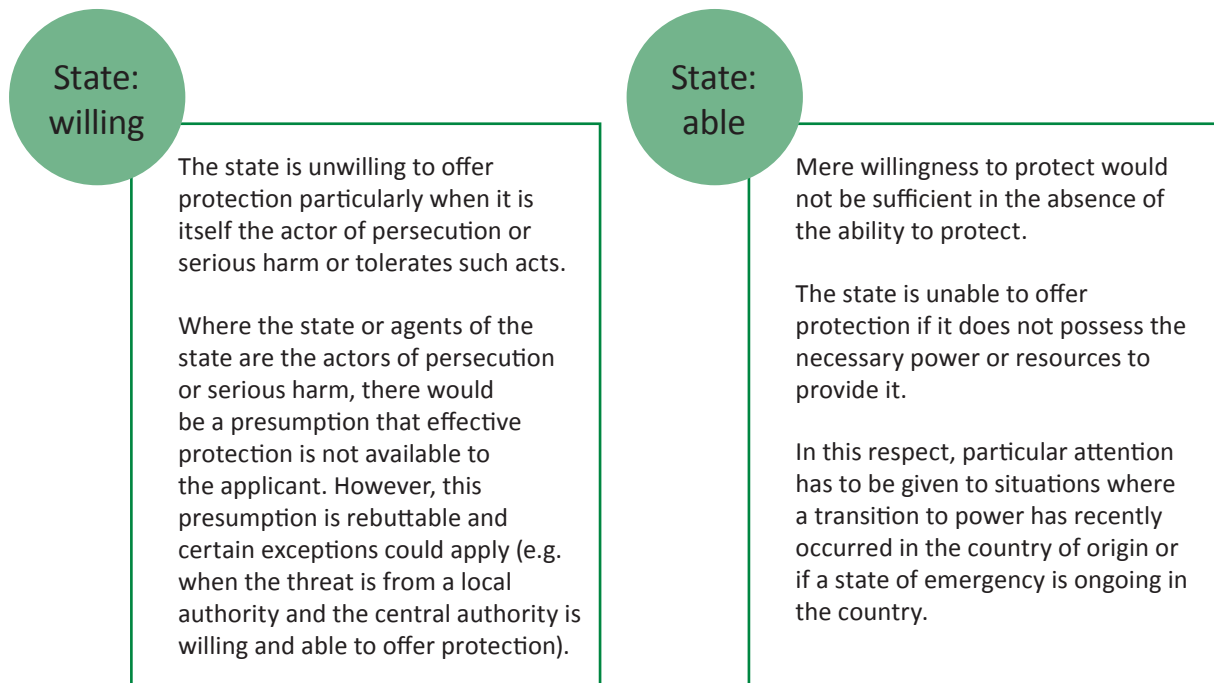 State:
willing
The state is unwilling to offer
protection particularly when it is
itself the actor of persecution or
serious harm or tolerates such acts.
Where the state or agents of the
state are the actors of persecution
or serious harm, there would
be a presumption that effective
protection is not available to
the applicant. However, this
presumption is rebuttable and
certain exceptions could apply (e.g.
when the threat is from a local
authority and the central authority is
willing and able to offer protection).
State:
able
Mere willingness to protect would
not be sufficient in the absence of
the ability to protect.
The state is unable to offer
protection if it does not possess the
necessary power or resources to
provide it.
In this respect, particular attention
has to be given to situations where
a transition to power has recently
occurred in the country of origin or
if a state of emergency is ongoing in
the country.